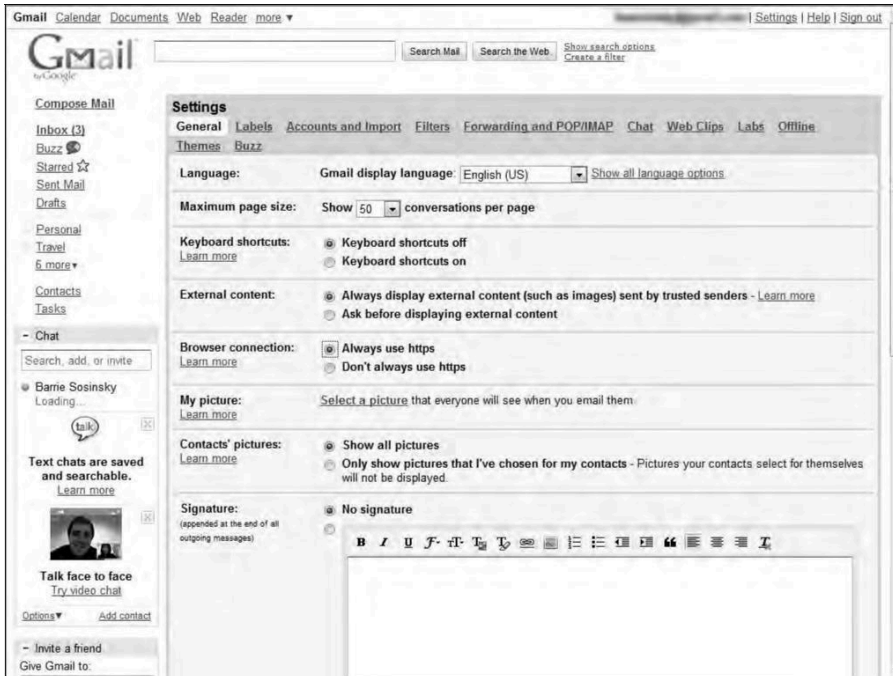 Gmail Calendar Documents Web Reader more ▼
| Settings | Help | Sign out
Gmail
by Google
Search Mail
Search the Web
Show search options
Create a filter
Compose Mail
Inbox (3)
Buzz
Starred
Sent Mail
Drafts
Personal
Travel
6 more ▾
Contacts
Tasks
− Chat
Search, add, or invite
Barrie Sosinsky
Loading...
talk
Text chats are saved
and searchable.
Learn more
Talk face to face
Try video chat
Options ▼ Add contact
− Invite a friend
Give Gmail to:
Settings
General Labels Accounts and Import Filters Forwarding and POP/IMAP Chat Web Clips Labs Offline
Themes Buzz
Language: Gmail display language: English (US) Show all language options
Maximum page size: Show 50 conversations per page
Keyboard shortcuts: Keyboard shortcuts off
Learn more Keyboard shortcuts on
External content: Always display external content (such as images) sent by trusted senders - Learn more
Ask before displaying external content
Browser connection: Always use https
Learn more Don't always use https
My picture: Select a picture that everyone will see when you email them
Learn more
Contacts' pictures: Show all pictures
Learn more Only show pictures that I've chosen for my contacts - Pictures your contacts select for themselves
will not be displayed.
Signature: No signature
(appended at the end of all
outgoing messages)
B I U